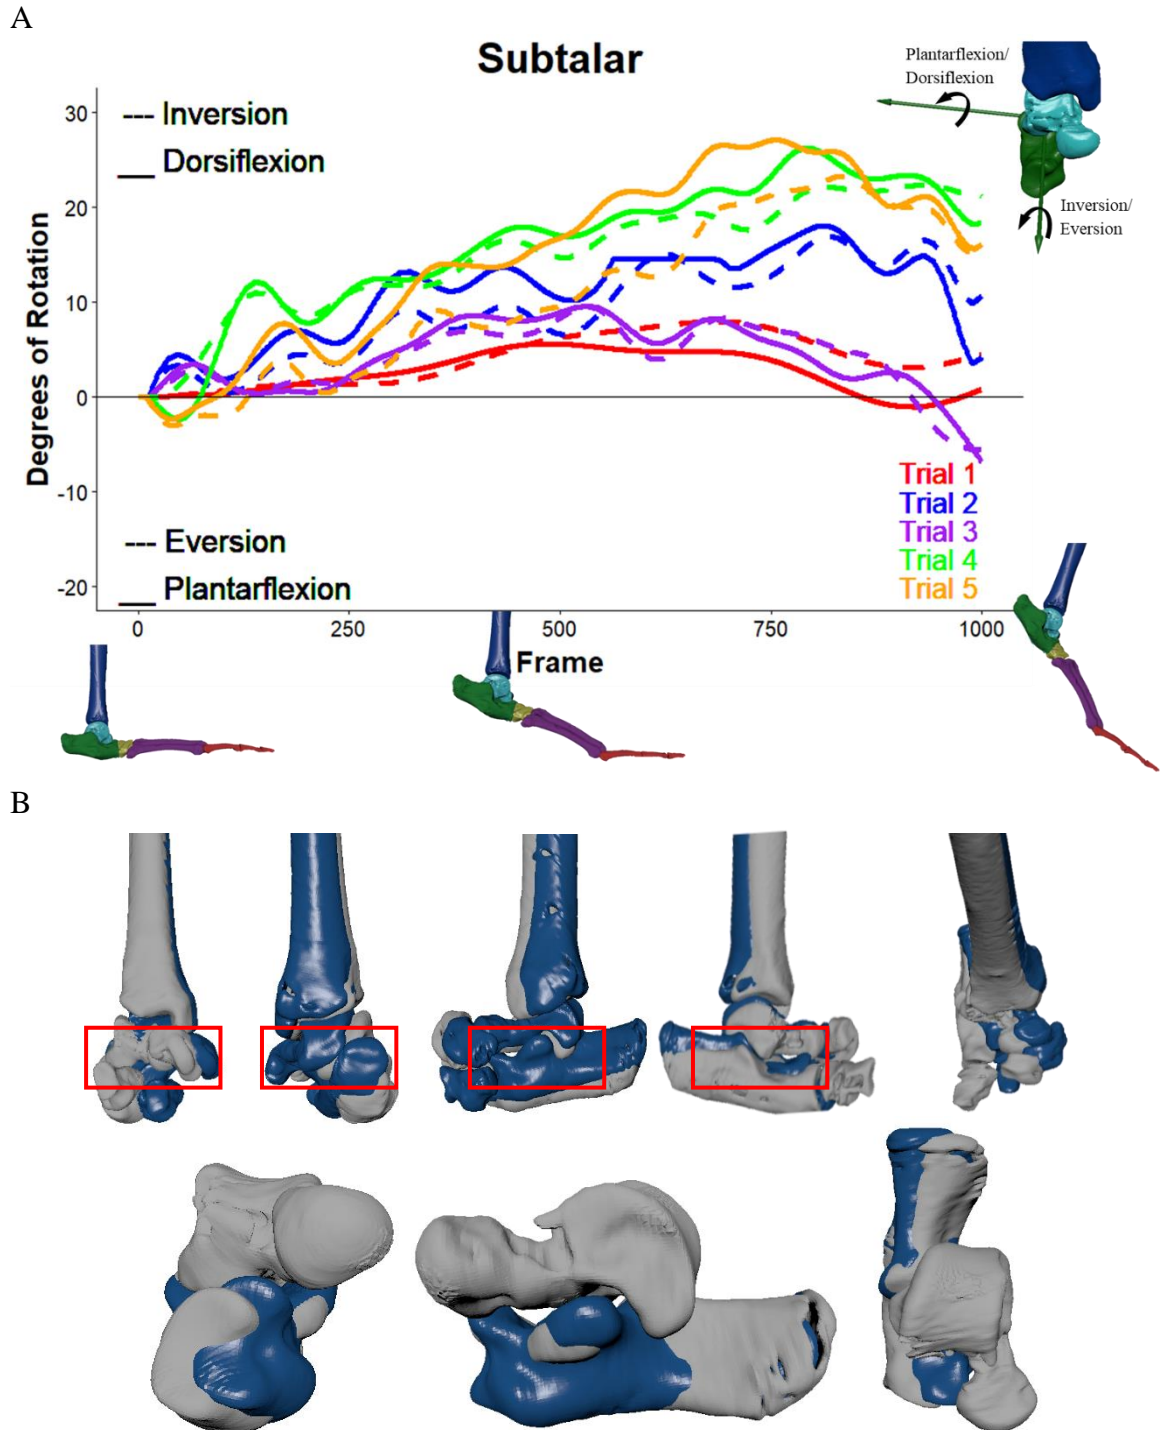 A
Subtalar
Plantarflexion/
Dorsiflexion
Inversion/
Eversion
--- Inversion
___ Dorsiflexion
Degrees of Rotation
30
20
10
0
-10
-20
--- Eversion
___ Plantarflexion
Trial 1
Trial 2
Trial 3
Trial 4
Trial 5
0 250 500 750 1000
Frame
B